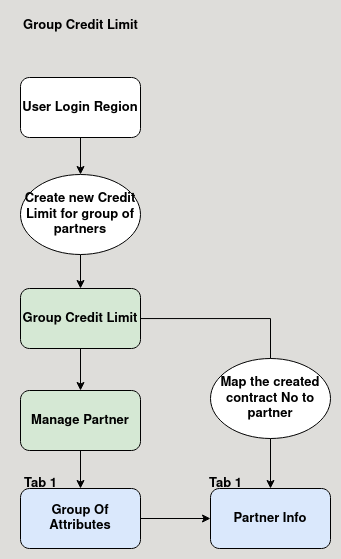 Group Credit Limit
User Login Region
Create new Credit
Limit for group of
partners
Group Credit Limit
Map the created
contract No to
partner
Manage Partner
Tab 1
Group Of
Attributes
Tab 1
Partner Info